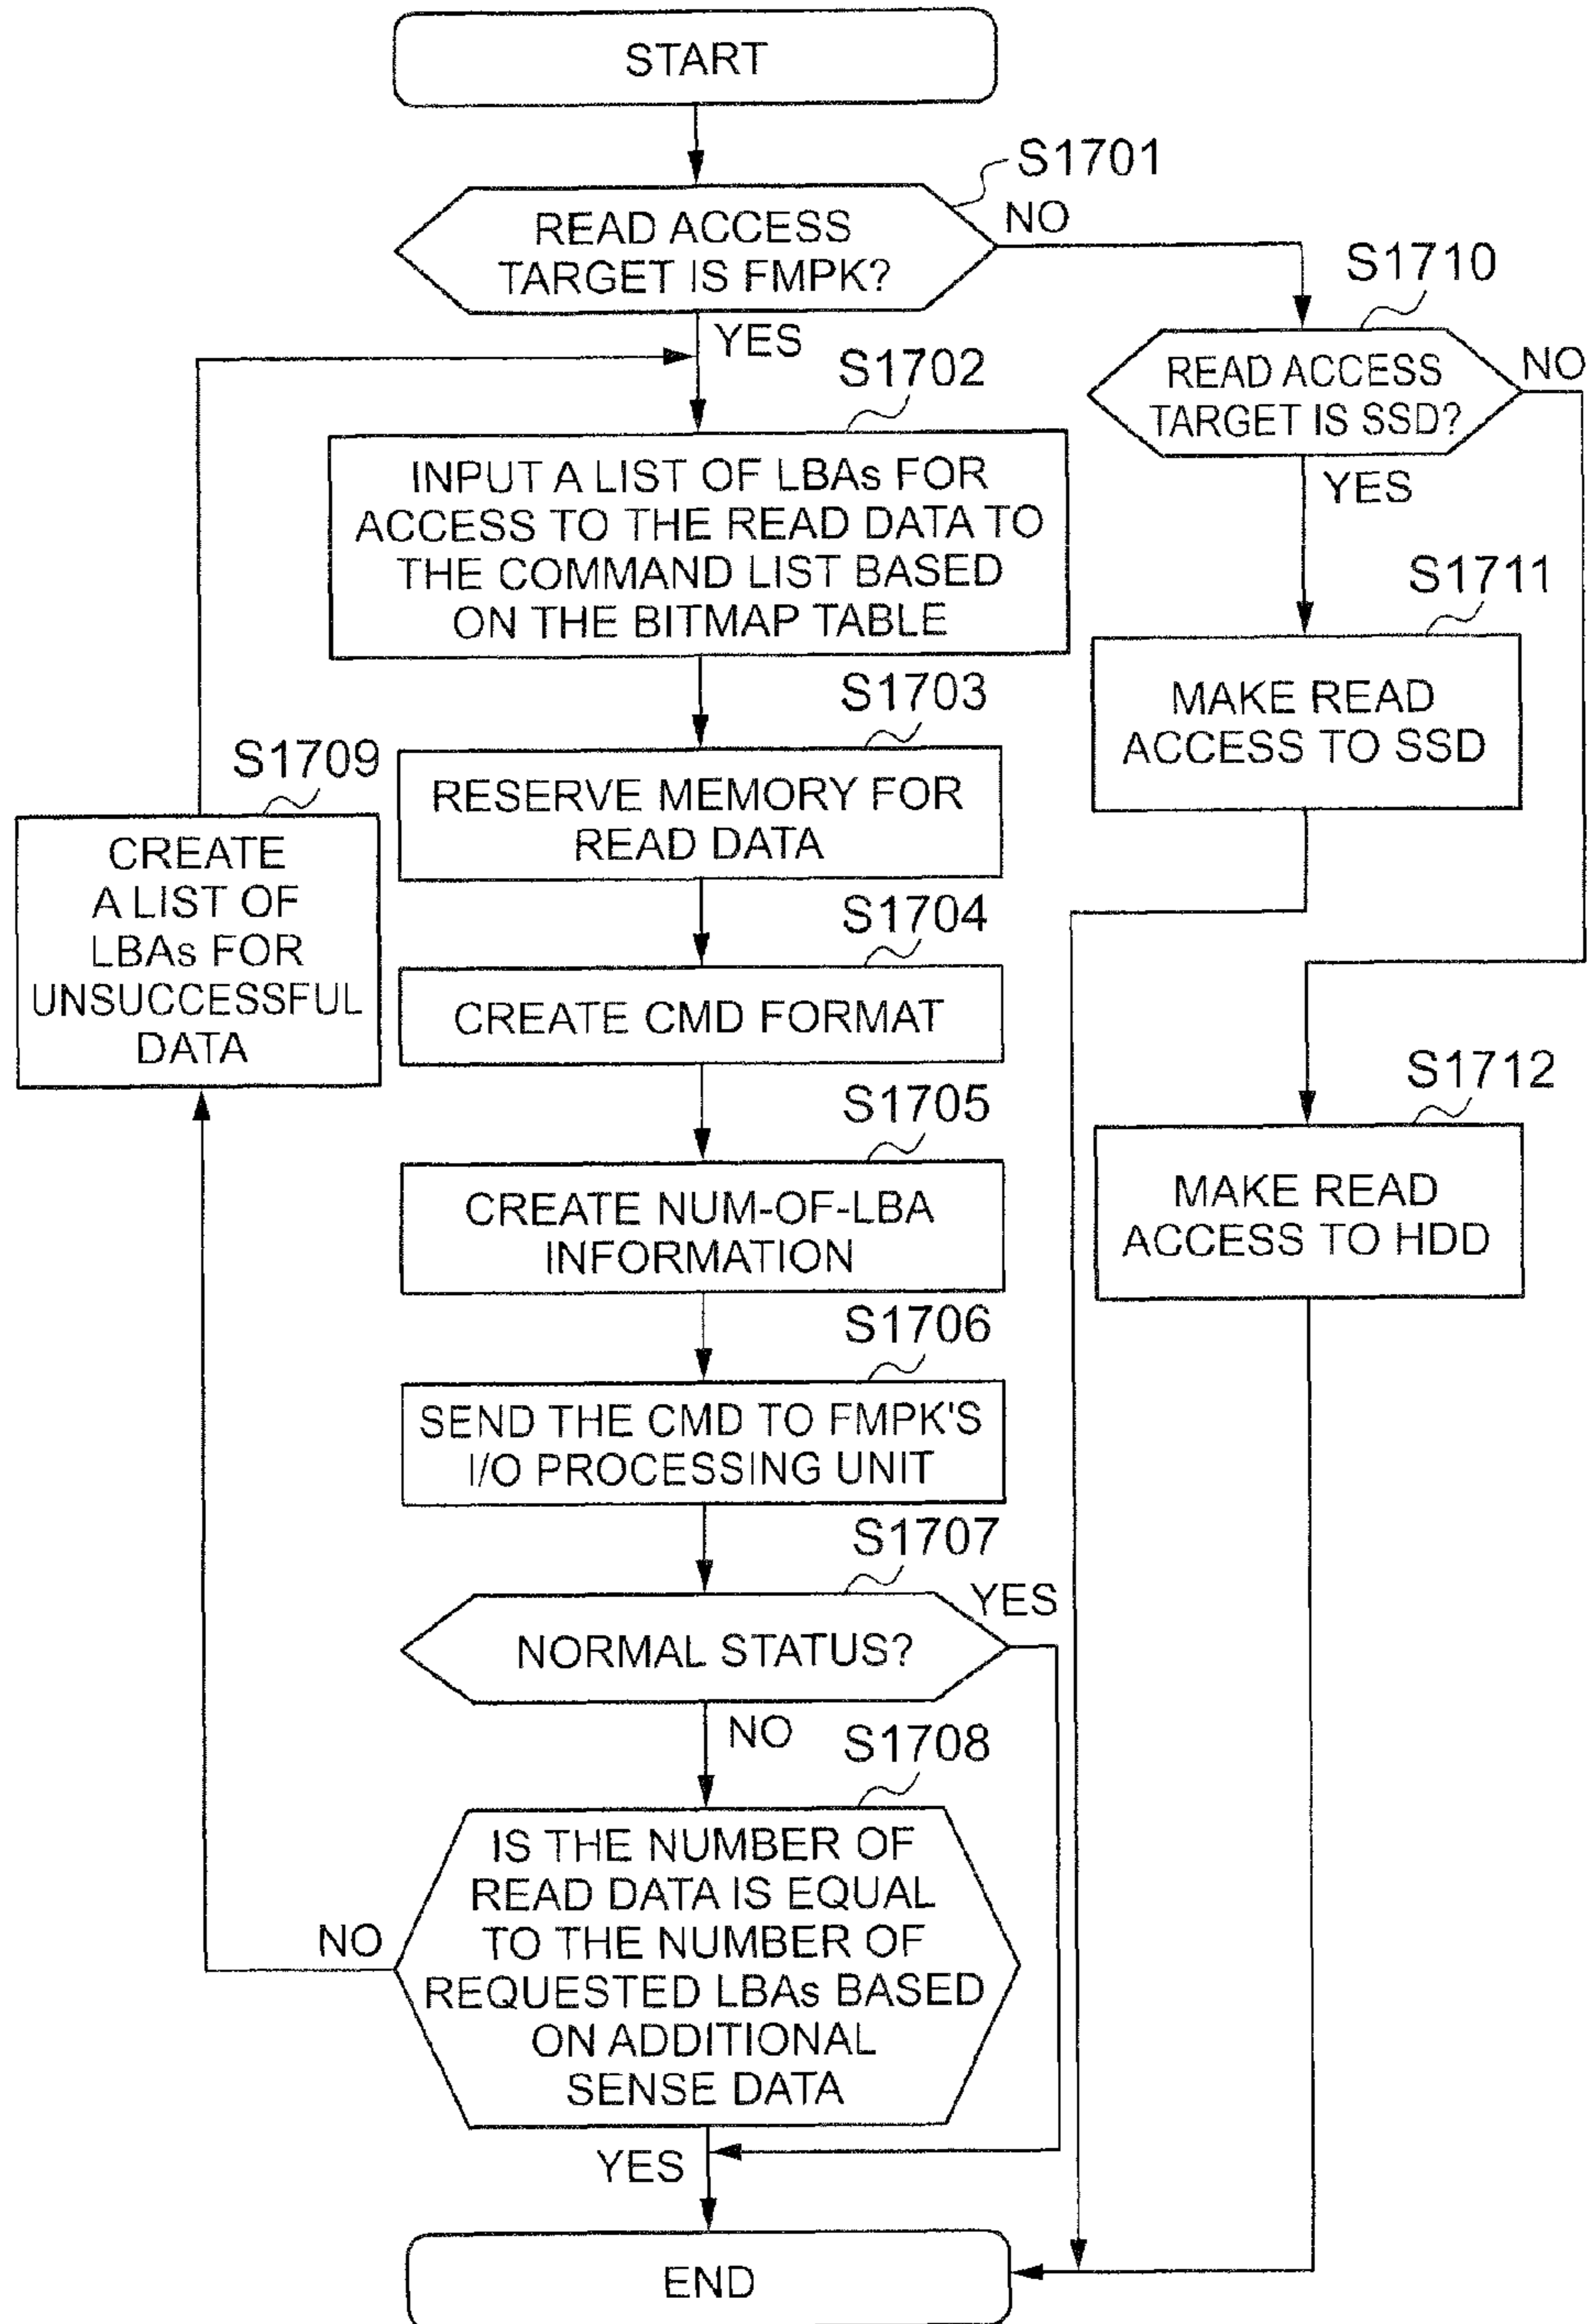 START
S1701
READ ACCESS
TARGET IS FMPK?
NO
YES
S1702
INPUT A LIST OF LBAs FOR
ACCESS TO THE READ DATA TO
THE COMMAND LIST BASED
ON THE BITMAP TABLE
S1703
RESERVE MEMORY FOR
READ DATA
S1704
CREATE CMD FORMAT
S1705
CREATE NUM-OF-LBA
INFORMATION
S1706
SEND THE CMD TO FMPK'S
I/O PROCESSING UNIT
S1707
NORMAL STATUS?
YES
NO
S1708
IS THE NUMBER OF
READ DATA IS EQUAL
TO THE NUMBER OF
REQUESTED LBAs BASED
ON ADDITIONAL
SENSE DATA
NO
YES
S1709
CREATE
A LIST OF
LBAs FOR
UNSUCCESSFUL
DATA
S1710
READ ACCESS
TARGET IS SSD?
NO
YES
S1711
MAKE READ
ACCESS TO SSD
S1712
MAKE READ
ACCESS TO HDD
END